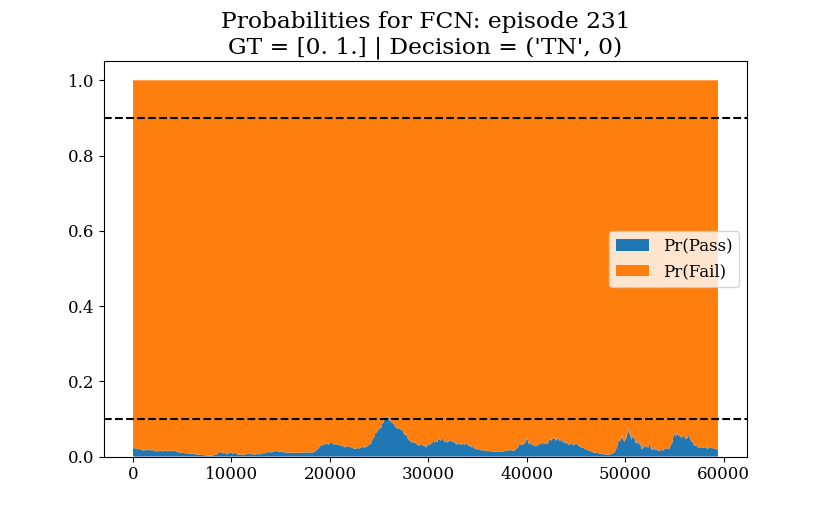 Probabilities for FCN: episode 231
GT = [0. 1.] | Decision = ('TN', 0)
1.0
0.8
0.6
0.4
0.2
0.0
Pr(Pass)
Pr(Fail)
0 10000 20000 30000 40000 50000 60000